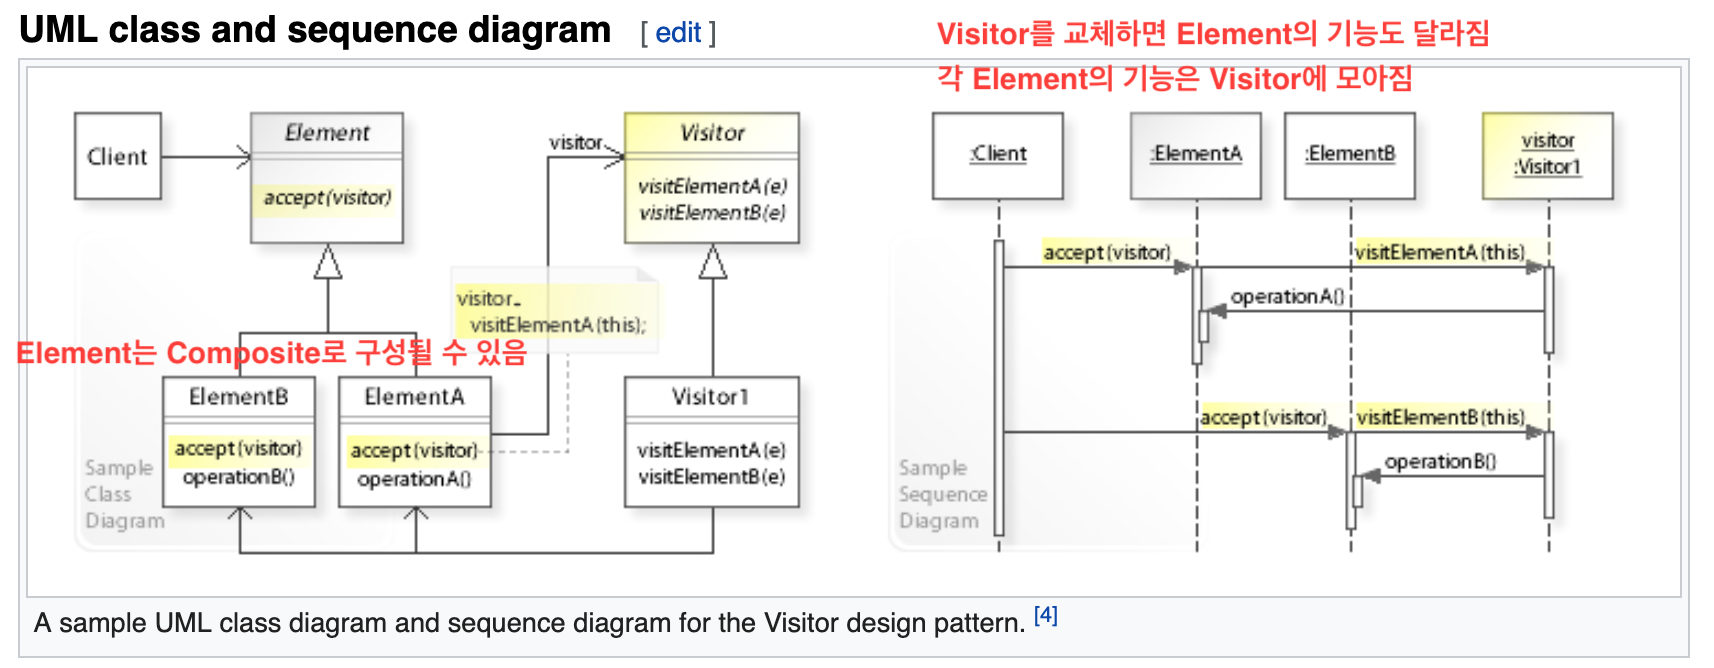 UML class and sequence diagram [ edit ]
Visitor를 교체하면 Element의 기능도 달라짐
각 Element의 기능은 Visitor에 모아짐
Client
Element
accept(visitor)
visitor
Visitor
visitElementA(e)
visitElementB(e)
visitor.
visitElementA(this);
Element는 Composite로 구성될 수 있음
ElementB
accept(visitor)
operationB()
ElementA
accept(visitor)
operationA()
Visitor1
visitElementA(e)
visitElementB(e)
Sample
Class
Diagram
:Client
:ElementA
:ElementB
visitor
:Visitor1
accept(visitor)
visitElementA(this)
operationA()
accept(visitor)
visitElementB(this)
operationB()
Sample
Sequence
Diagram
A sample UML class diagram and sequence diagram for the Visitor design pattern. [4]